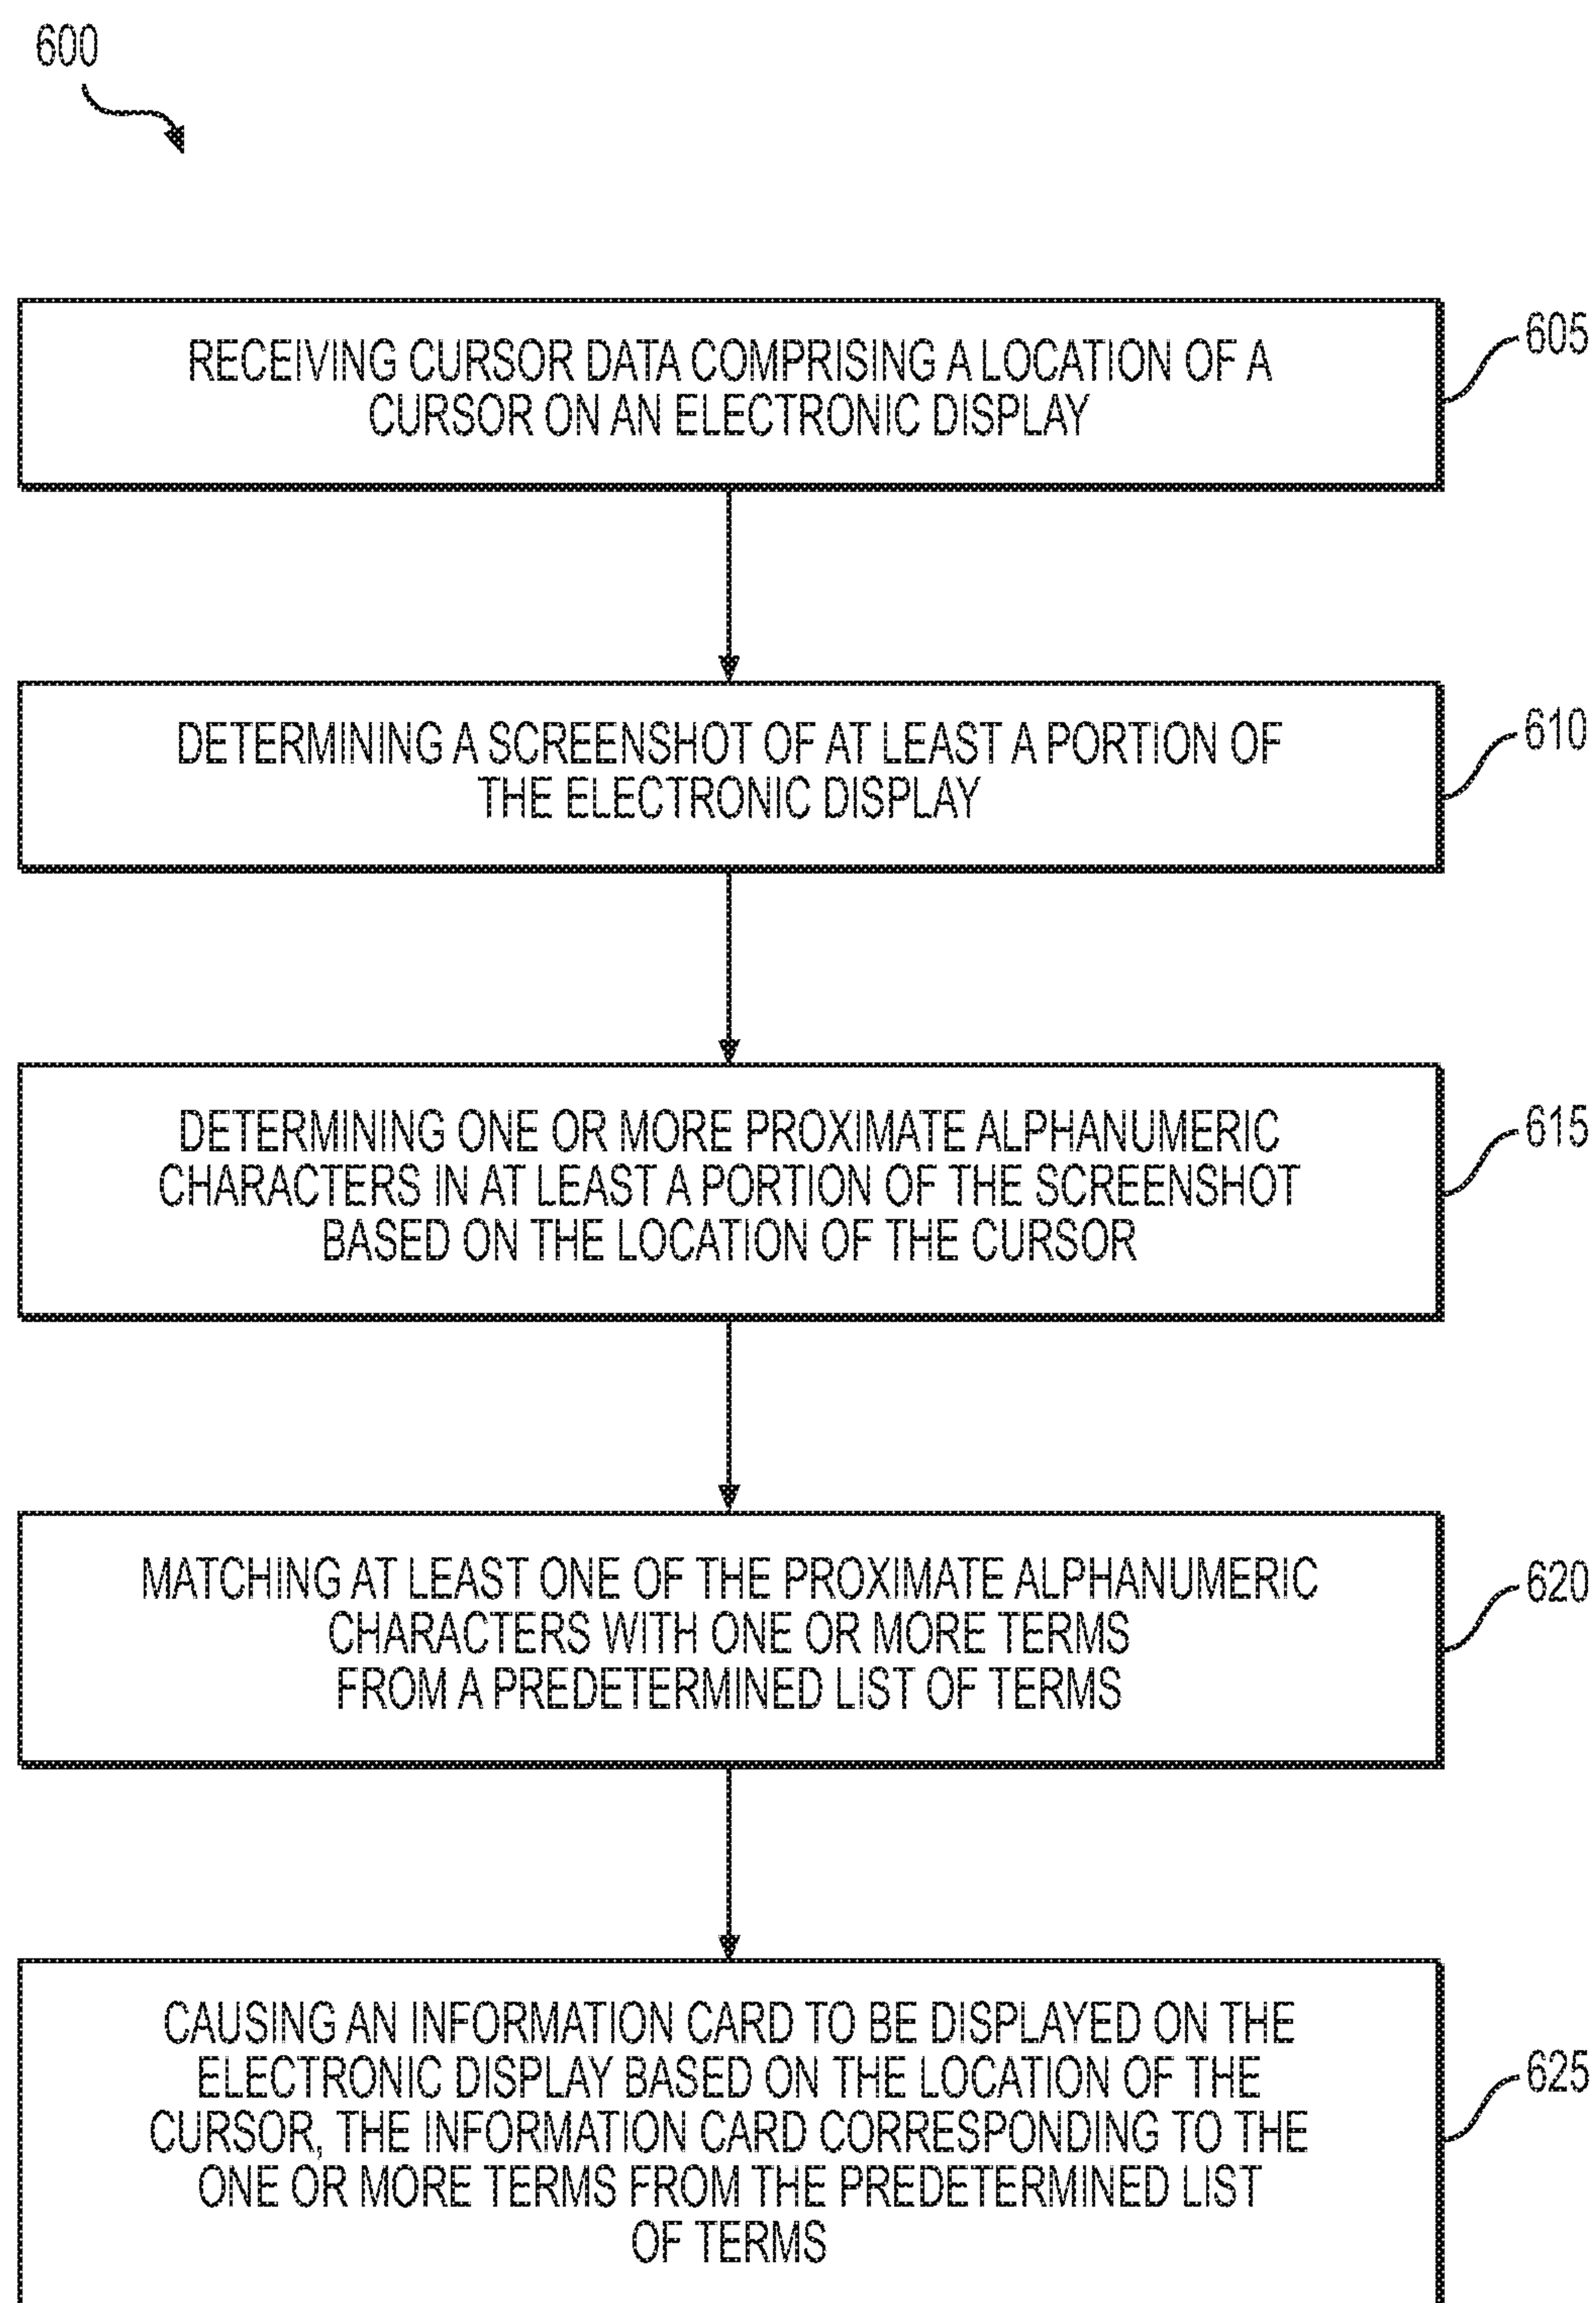 600
RECEIVING CURSOR DATA COMPRISING A LOCATION OF A
CURSOR ON AN ELECTRONIC DISPLAY
605
DETERMINING A SCREENSHOT OF AT LEAST A PORTION OF
THE ELECTRONIC DISPLAY
610
DETERMINING ONE OR MORE PROXIMATE ALPHANUMERIC
CHARACTERS IN AT LEAST A PORTION OF THE SCREENSHOT
BASED ON THE LOCATION OF THE CURSOR
615
MATCHING AT LEAST ONE OF THE PROXIMATE ALPHANUMERIC
CHARACTERS WITH ONE OR MORE TERMS
FROM A PREDETERMINED LIST OF TERMS
620
CAUSING AN INFORMATION CARD TO BE DISPLAYED ON THE
ELECTRONIC DISPLAY BASED ON THE LOCATION OF THE
CURSOR, THE INFORMATION CARD CORRESPONDING TO THE
ONE OR MORE TERMS FROM THE PREDETERMINED LIST
OF TERMS
625